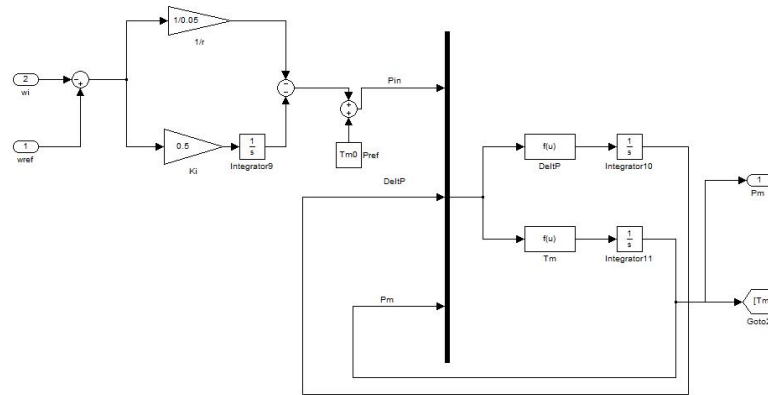 1/0.05
1/r
2
wi
−
+
−
−
Pin
+
+
1
wref
0.5
Ki
1
s
Integrator9
Tm0
Pref
DeltP
f(u)
DeltP
1
s
Integrator10
f(u)
Tm
1
s
Integrator11
1
Pm
Pm
[Tm
Goto2